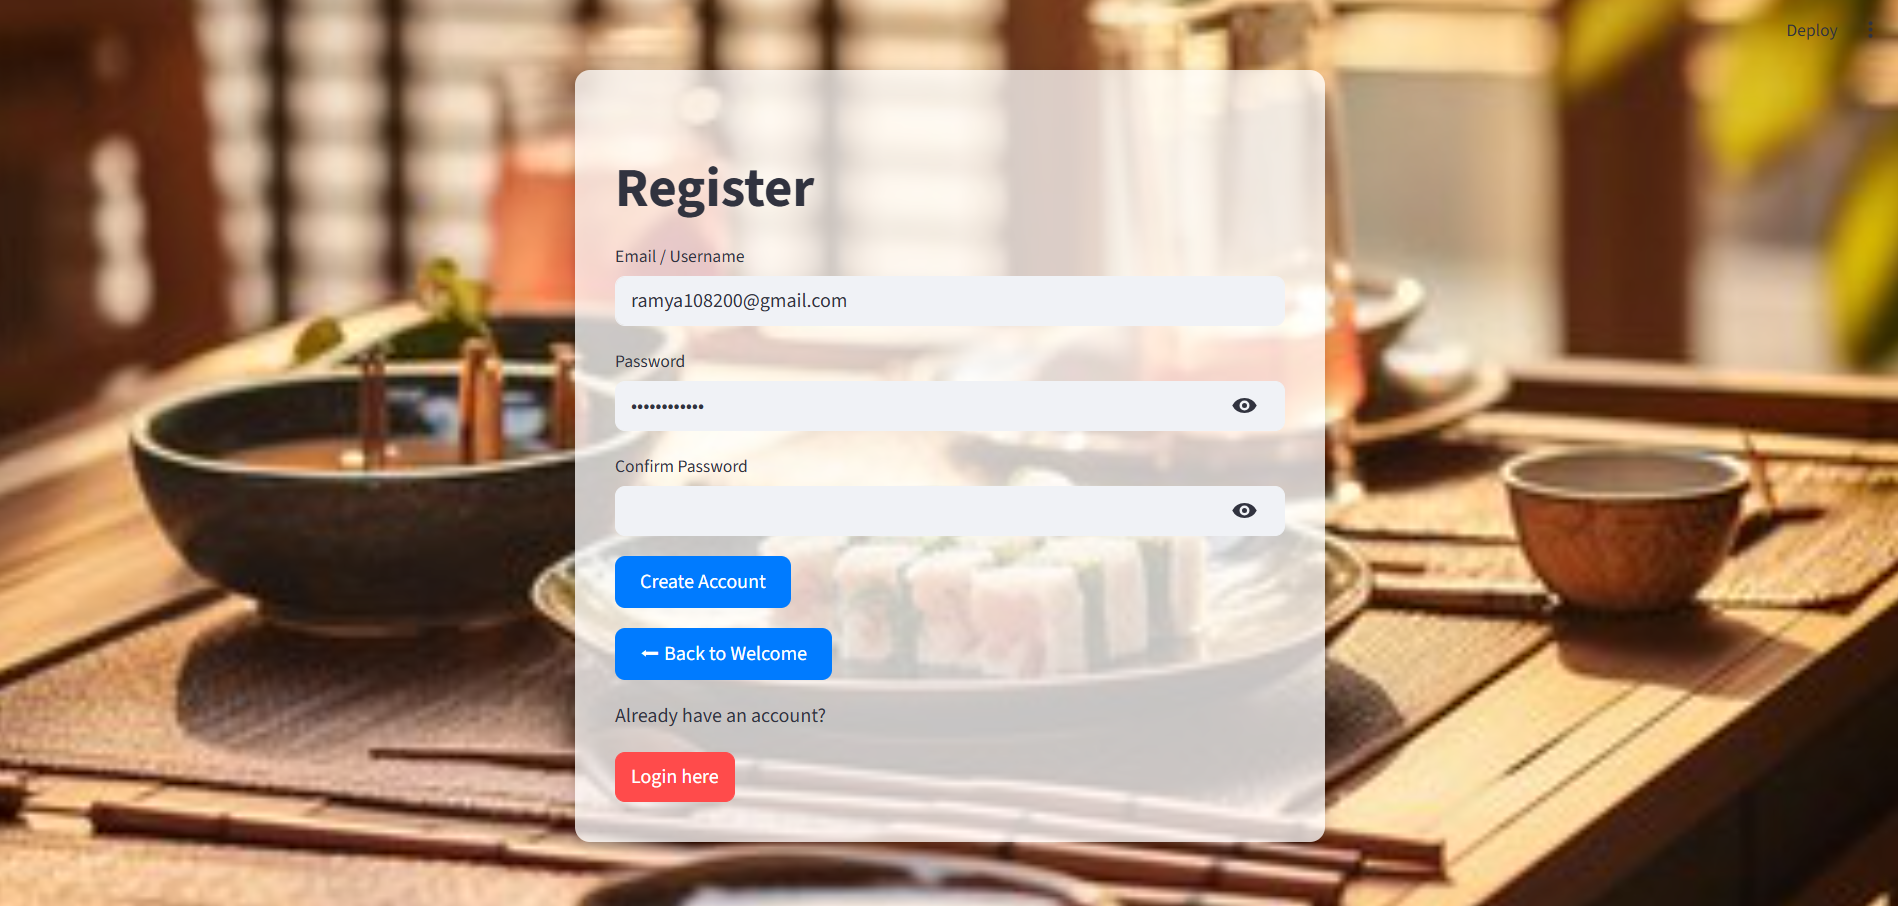 Deploy
Register
Email / Username
ramya108200@gmail.com
Password
••••••••••••
Confirm Password
Create Account
⬅ Back to Welcome
Already have an account?
Login here